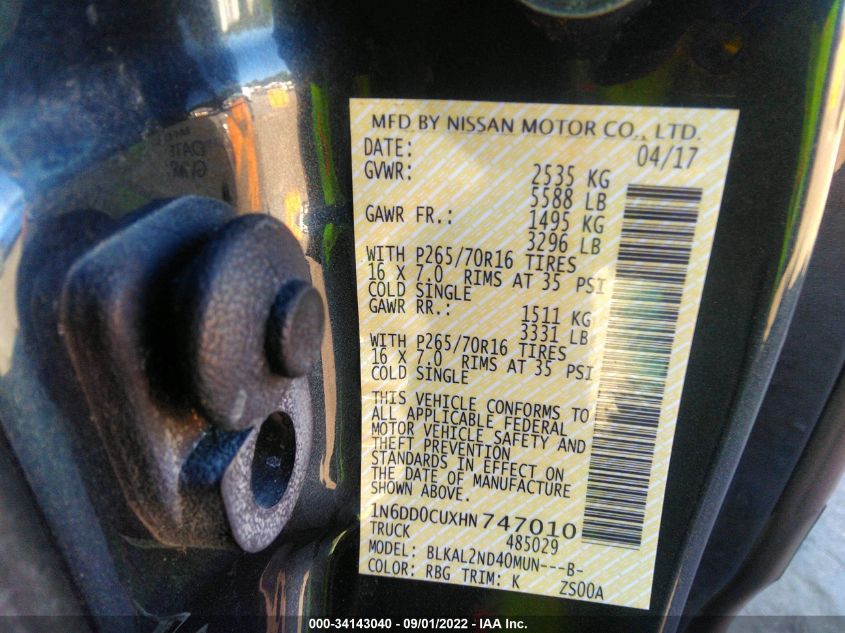 MFD BY NISSAN MOTOR CO., LTD.
DATE: 04/17
GVWR: 2535 KG
5588 LB
GAWR FR.: 1495 KG
3296 LB
WITH P265/70R16 TIRES
16 X 7.0 RIMS AT 35 PSI
COLD SINGLE
GAWR RR.: 1511 KG
3331 LB
WITH P265/70R16 TIRES
16 X 7.0 RIMS AT 35 PSI
COLD SINGLE
THIS VEHICLE CONFORMS TO
ALL APPLICABLE FEDERAL
MOTOR VEHICLE SAFETY AND
THEFT PREVENTION
STANDARDS IN EFFECT ON
THE DATE OF MANUFACTURE
SHOWN ABOVE.
1N6DD0CUXHN747010
TRUCK 485029
MODEL: BLKAL2ND40MUN---B-
COLOR: RBG TRIM: K ZS00A
000-34143040 - 09/01/2022 - IAA Inc.